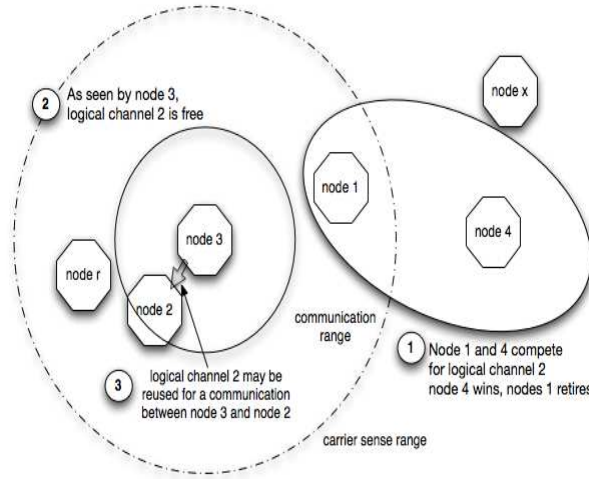 2
As seen by node 3,
logical channel 2 is free
node x
node 1
node 3
node 4
node r
node 2
communication
range
1
Node 1 and 4 compete
for logical channel 2
node 4 wins, nodes 1 retires
3
logical channel 2 may be
reused for a communication
between node 3 and node 2
carrier sense range